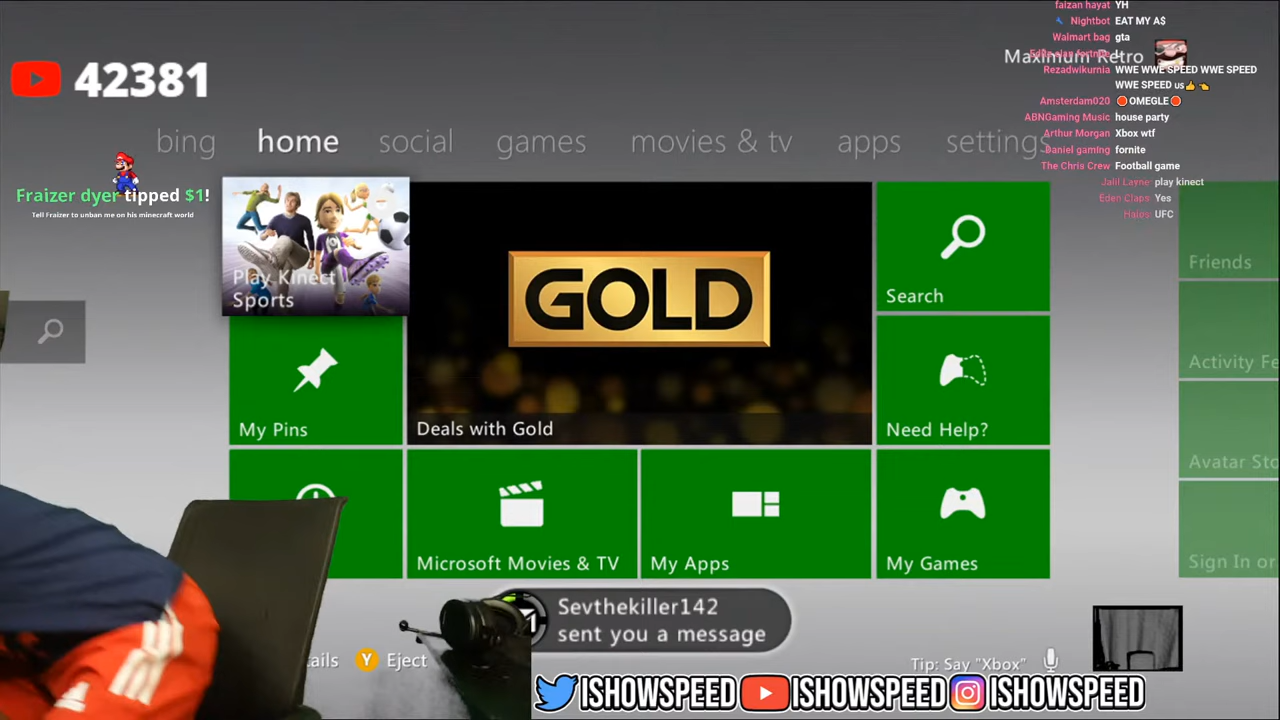 faizan hayat YH
Nightbot EAT MY A$
Walmart bag gta
Rezadwikurnia WWE WWE SPEED WWE SPEED
WWE SPEED us👍👈
Amsterdam020 🔴OMEGLE🔴
ABNGaming Music house party
Arthur Morgan Xbox wtf
Daniel gaming fornite
The Chris Crew Football game
Jalil Layne: play kinect
Eden Claps: Yes
Halos: UFC
42381
Maximum Retro
bing home social games movies & tv apps settings
Fraizer dyer tipped $1!
Tell Fraizer to unban me on his minecraft world
Play Kinect
Sports
GOLD
Deals with Gold
Search
My Pins
Need Help?
Microsoft Movies & TV
My Apps
My Games
Friends
Activity Fe
Avatar Sto
Sign In or
Sevthekiller142
sent you a message
ails Y Eject
Tip: Say "Xbox"
ISHOWSPEED ISHOWSPEED ISHOWSPEED